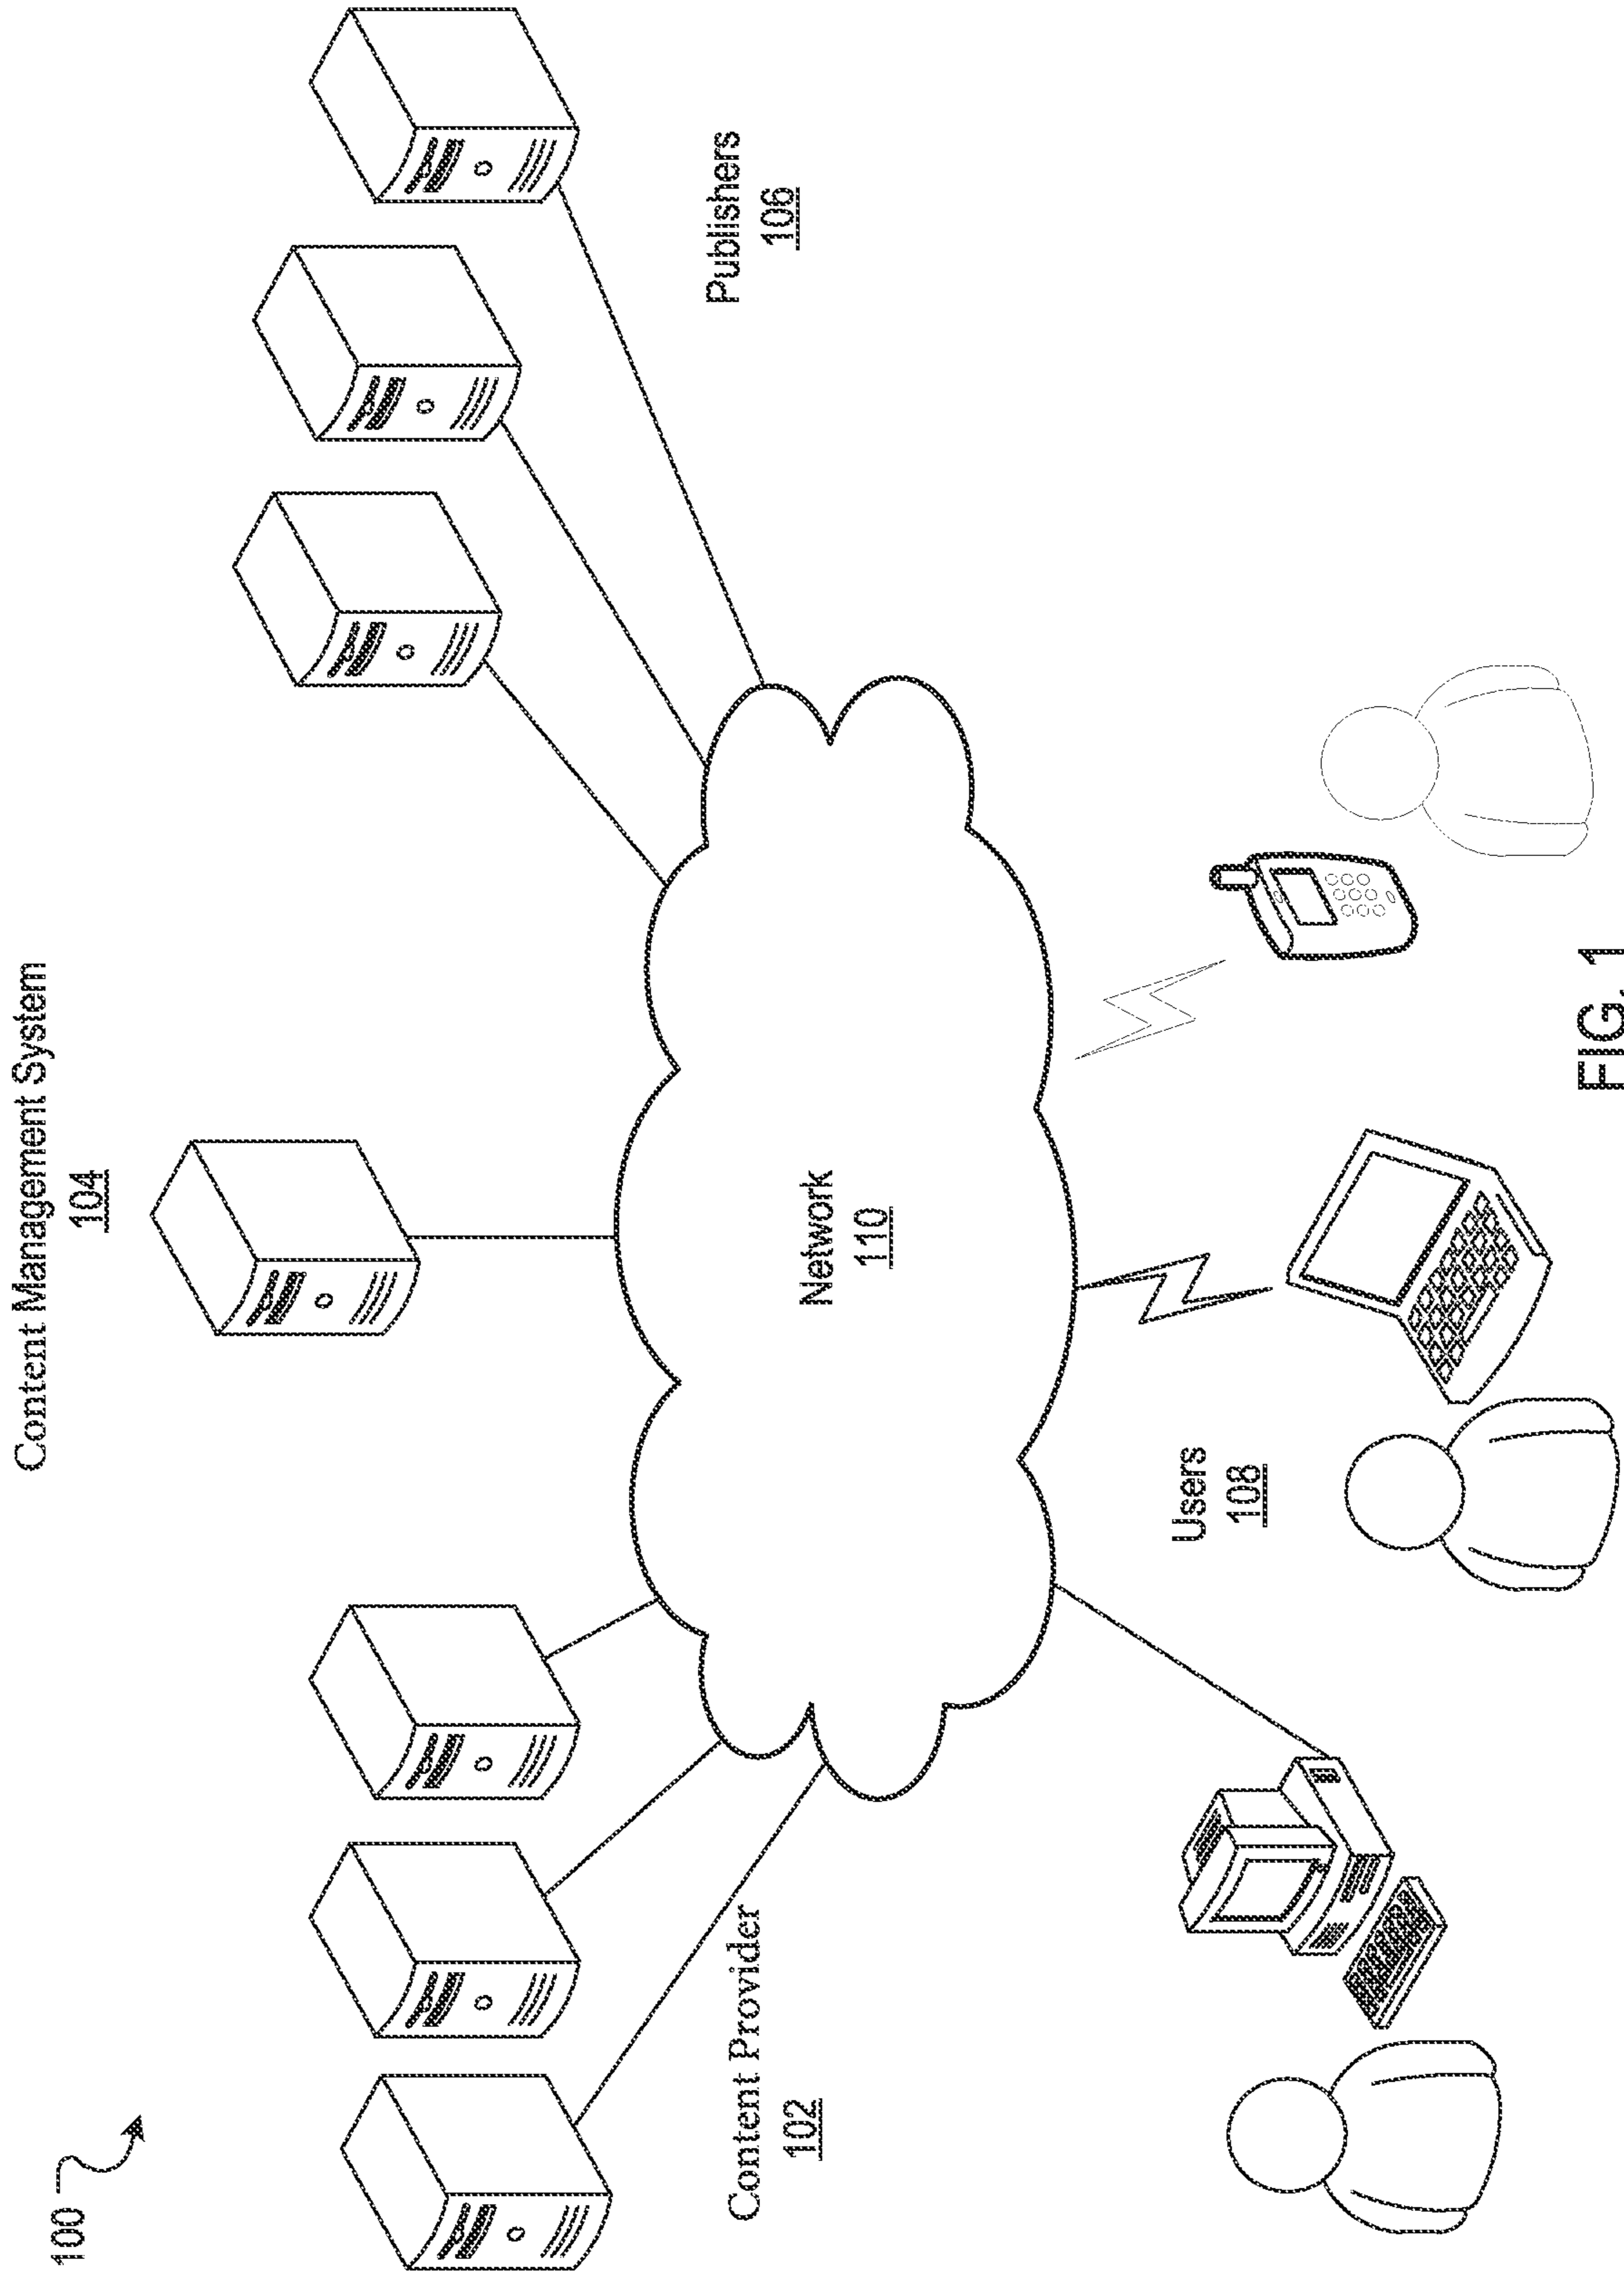 100
Content Management System
104
Content Provider
102
Publishers
106
Network
110
Users
108
FIG. 1